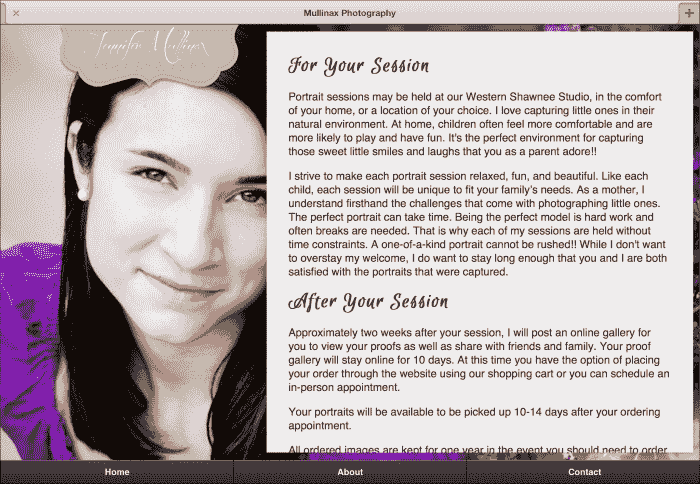 Mullinax Photography
Jennifer Mullinax
For Your Session
Portrait sessions may be held at our Western Shawnee Studio, in the comfort
of your home, or a location of your choice. I love capturing little ones in their
natural environment. At home, children often feel more comfortable and are
more likely to play and have fun. It's the perfect environment for capturing
those sweet little smiles and laughs that you as a parent adore!!
I strive to make each portrait session relaxed, fun, and beautiful. Like each
child, each session will be unique to fit your family's needs. As a mother, I
understand firsthand the challenges that come with photographing little ones.
The perfect portrait can take time. Being the perfect model is hard work and
often breaks are needed. That is why each of my sessions are held without
time constraints. A one-of-a-kind portrait cannot be rushed!! While I don't want
to overstay my welcome, I do want to stay long enough that you and I are both
satisfied with the portraits that were captured.
After Your Session
Approximately two weeks after your session, I will post an online gallery for
you to view your proofs as well as share with friends and family. Your proof
gallery will stay online for 10 days. At this time you have the option of placing
your order through the website using our shopping cart or you can schedule an
in-person appointment.
Your portraits will be available to be picked up 10-14 days after your ordering
appointment.
All ordered images are kept for one year in the event you should need to order
Home
About
Contact